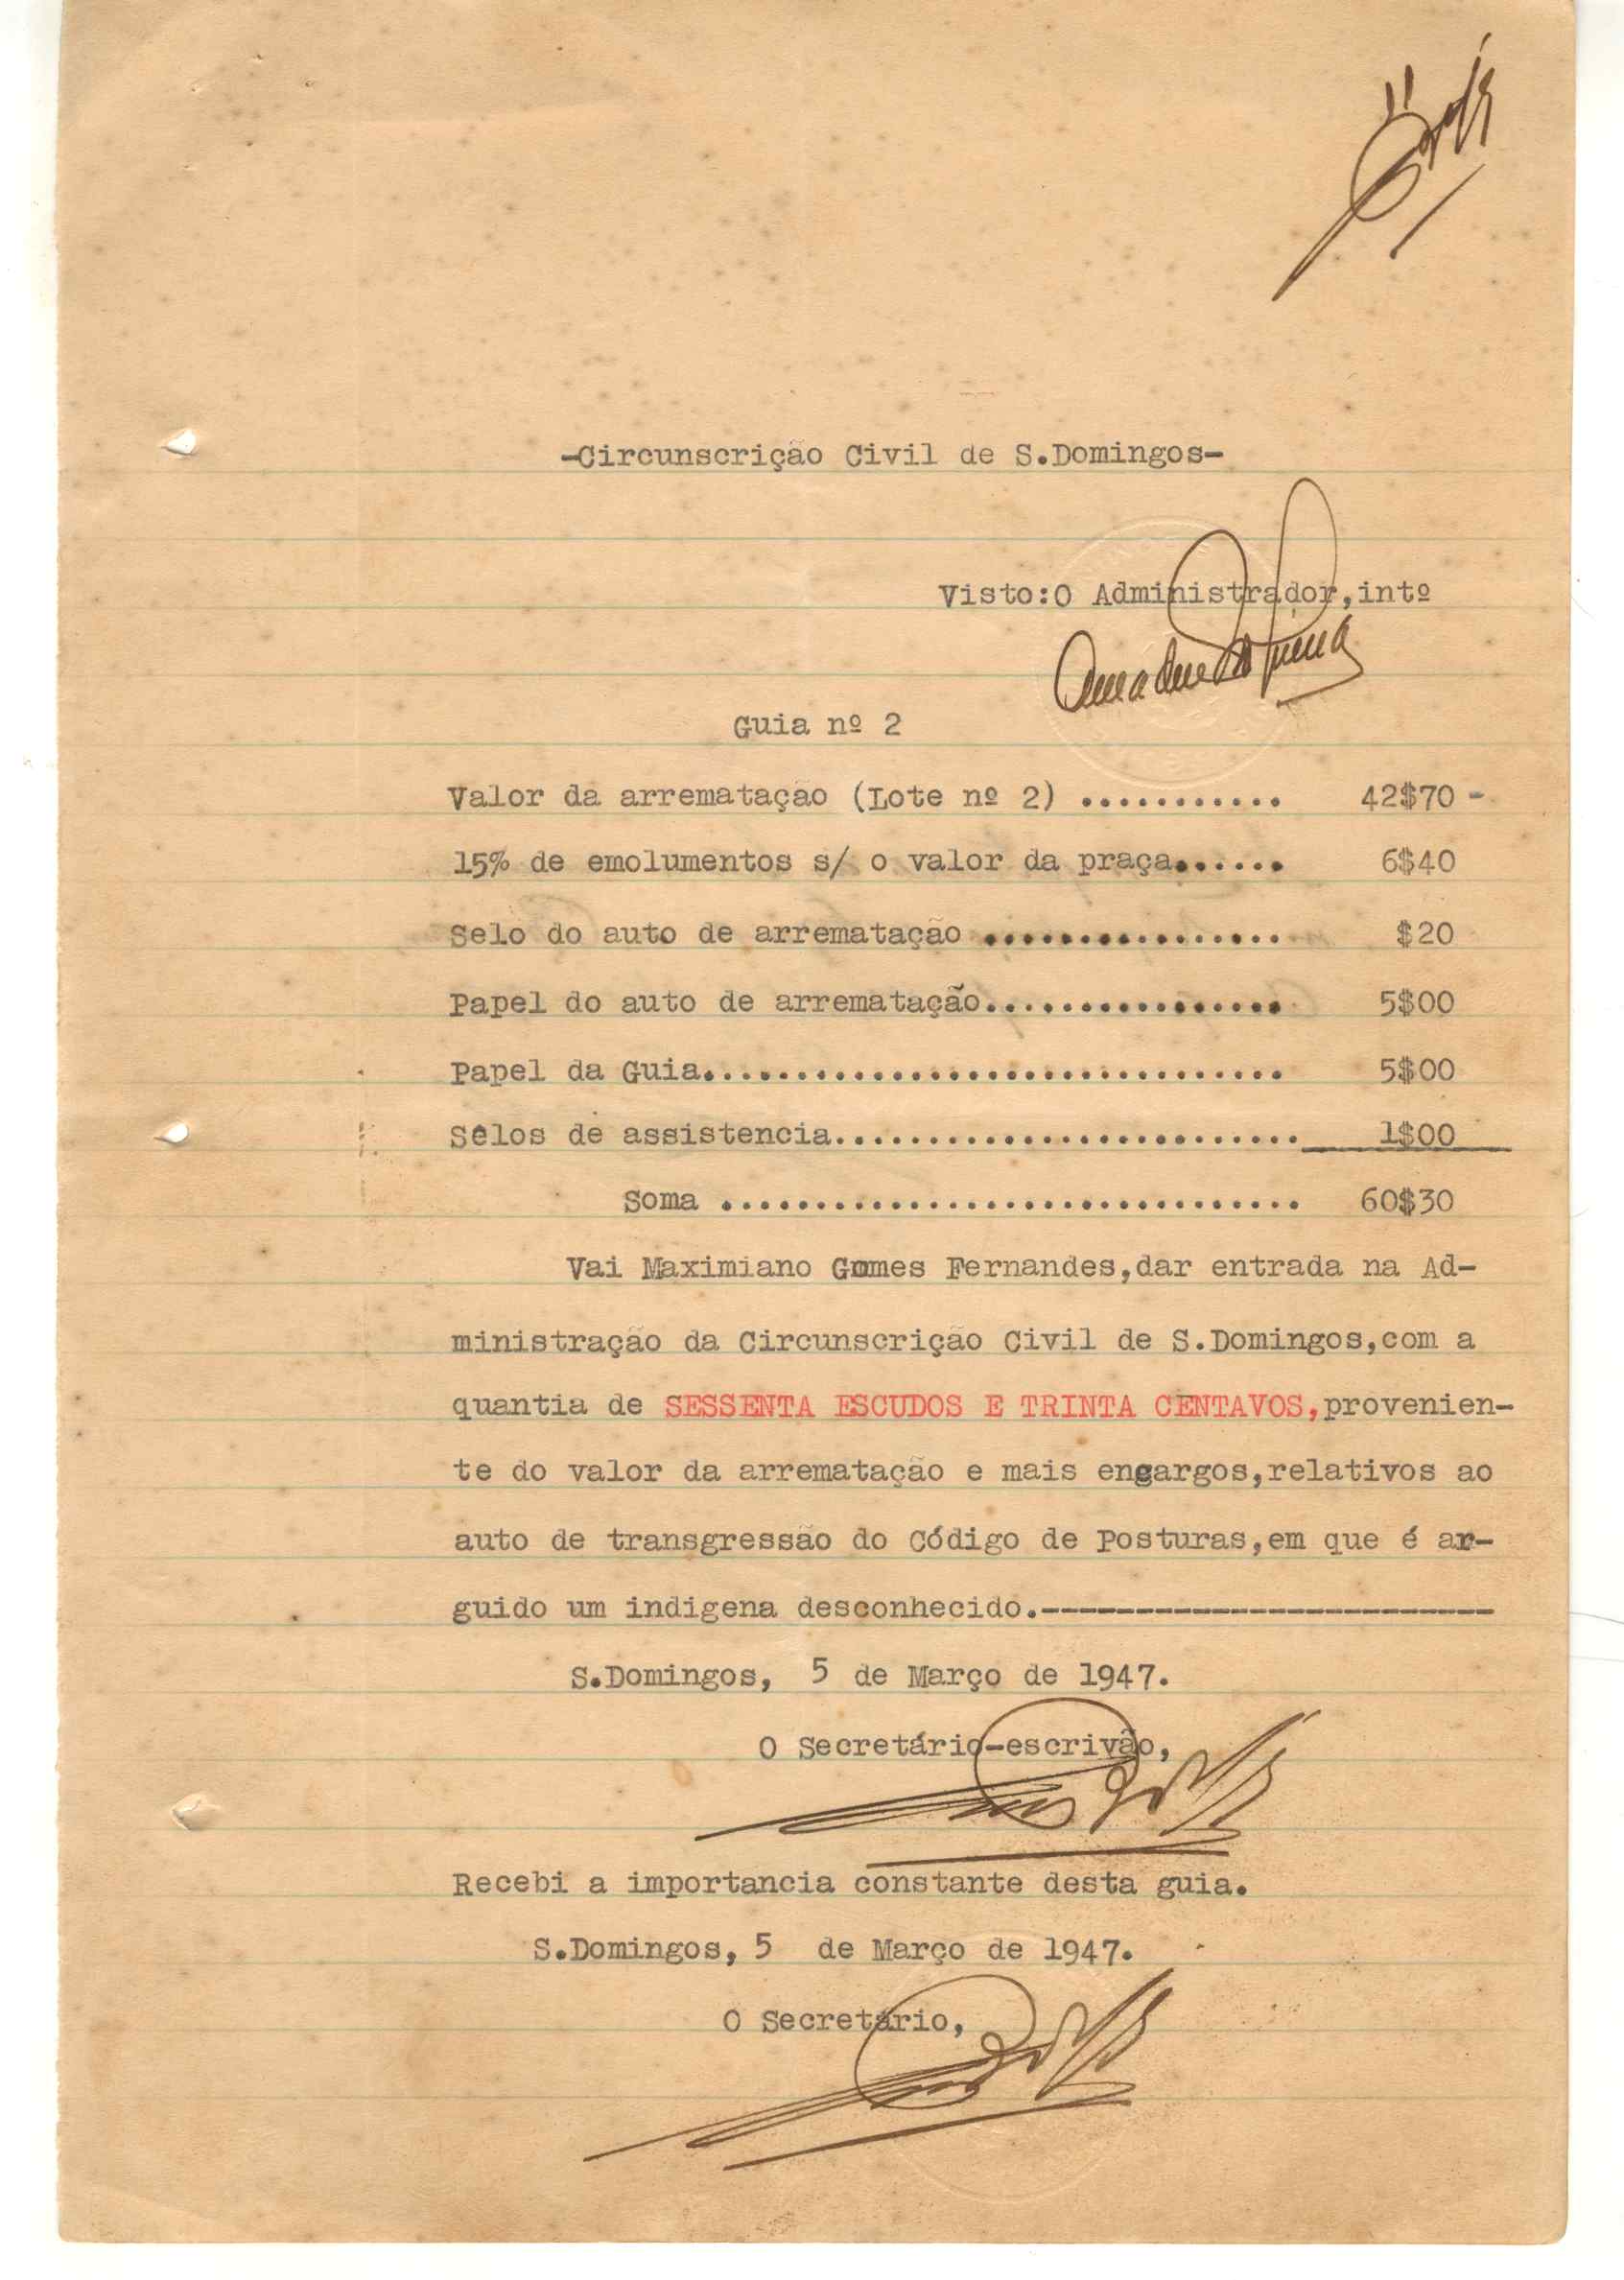 -Circunscrição Civil de S.Domingos-
Visto:O Administrador,intº
Guia nº 2
Valor da arrematação (Lote nº 2) ........... 42$70 -
15% de emolumentos s/ o valor da praça...... 6$40
Selo do auto de arrematação ................ $20
Papel do auto de arrematação................ 5$00
Papel da Guia............................... 5$00
Sêlos de assistencia......................... 1$00
Soma ............................... 60$30
Vai Maximiano Gomes Fernandes,dar entrada na Ad-
ministração da Circunscrição Civil de S.Domingos,com a
quantia de SESSENTA ESCUDOS E TRINTA CENTAVOS,provenien-
te do valor da arrematação e mais engargos,relativos ao
auto de transgressão do Código de Posturas,em que é ar-
guido um indigena desconhecido.------------------------
S.Domingos, 5 de Março de 1947.
O Secretário-escrivão,
Recebi a importancia constante desta guia.
S.Domingos, 5 de Março de 1947.
O Secretário,